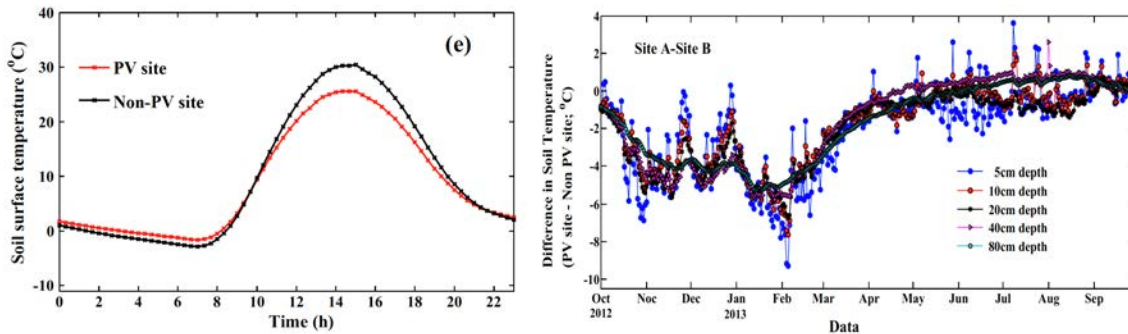 40
30
20
10
0
-10
Soil surface temperature (°C)
(e)
PV site
Non-PV site
0 2 4 6 8 10 12 14 16 18 20 22
Time (h)
4
2
0
-2
-4
-6
-8
-10
Difference in Soil Temperature
(PV site - Non PV site; °C)
Site A-Site B
5cm depth
10cm depth
20cm depth
40cm depth
80cm depth
Oct Noc Dec Jan Feb Mar Apr May Jun Jul Aug Sep
2012 2013
Data